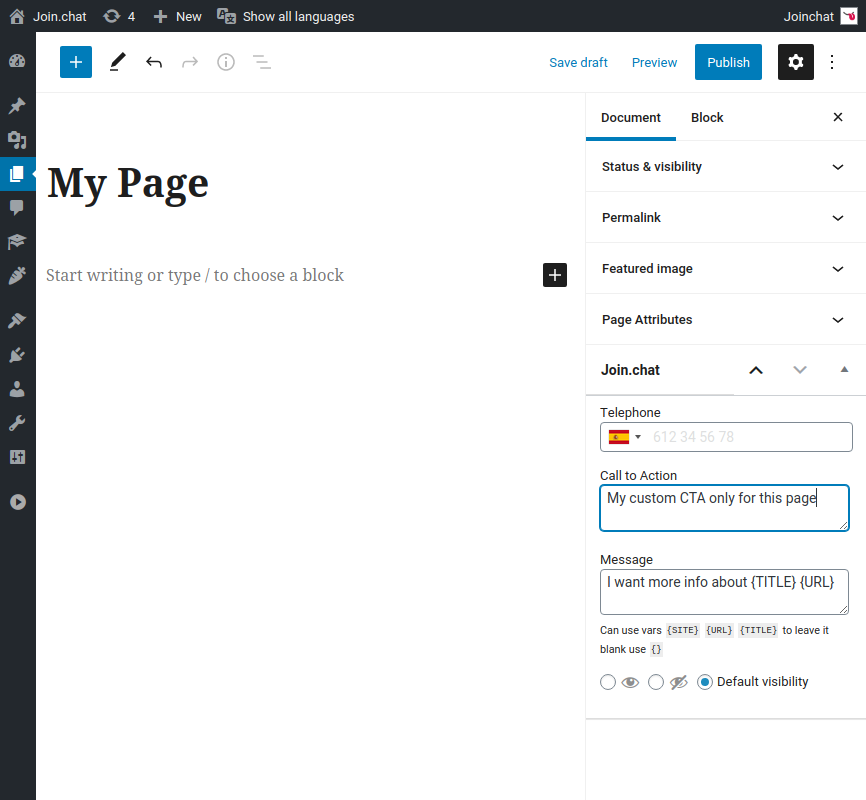 Join.chat 4 New Show all languages Joinchat
Save draft Preview Publish
Document Block
My Page
Start writing or type / to choose a block
Status & visibility
Permalink
Featured image
Page Attributes
Join.chat
Telephone
612 34 56 78
Call to Action
My custom CTA only for this page
Message
I want more info about {TITLE} {URL}
Can use vars {SITE} {URL} {TITLE} to leave it
blank use {}
Default visibility